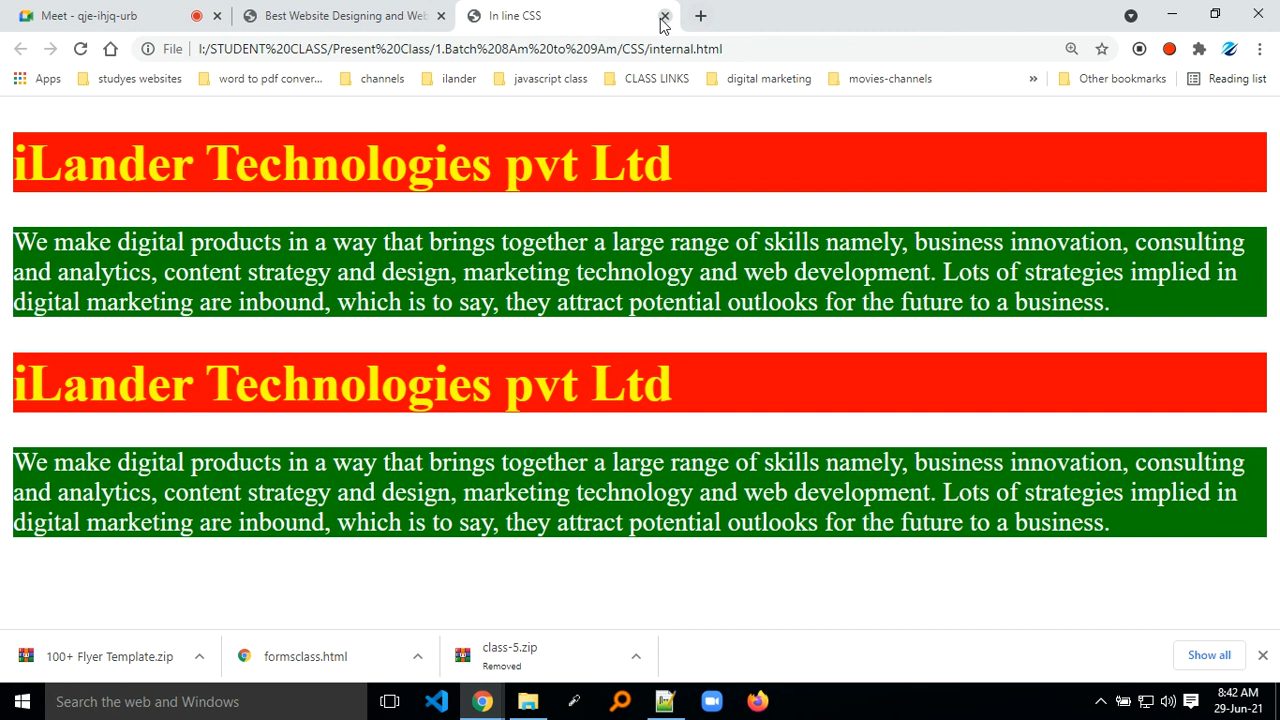 Meet - qje-ihjq-urb
Best Website Designing and Web
In line CSS
File
I:/STUDENT%20CLASS/Present%20Class/1.Batch%208Am%20to%209Am/CSS/internal.html
Apps
studyes websites
word to pdf conver...
channels
ilander
javascript class
CLASS LINKS
digital marketing
movies-channels
»
Other bookmarks
Reading list
iLander Technologies pvt Ltd
We make digital products in a way that brings together a large range of skills namely, business innovation, consulting
and analytics, content strategy and design, marketing technology and web development. Lots of strategies implied in
digital marketing are inbound, which is to say, they attract potential outlooks for the future to a business.
iLander Technologies pvt Ltd
We make digital products in a way that brings together a large range of skills namely, business innovation, consulting
and analytics, content strategy and design, marketing technology and web development. Lots of strategies implied in
digital marketing are inbound, which is to say, they attract potential outlooks for the future to a business.
100+ Flyer Template.zip
formsclass.html
class-5.zip
Removed
Show all
Search the web and Windows
8:42 AM
29-Jun-21